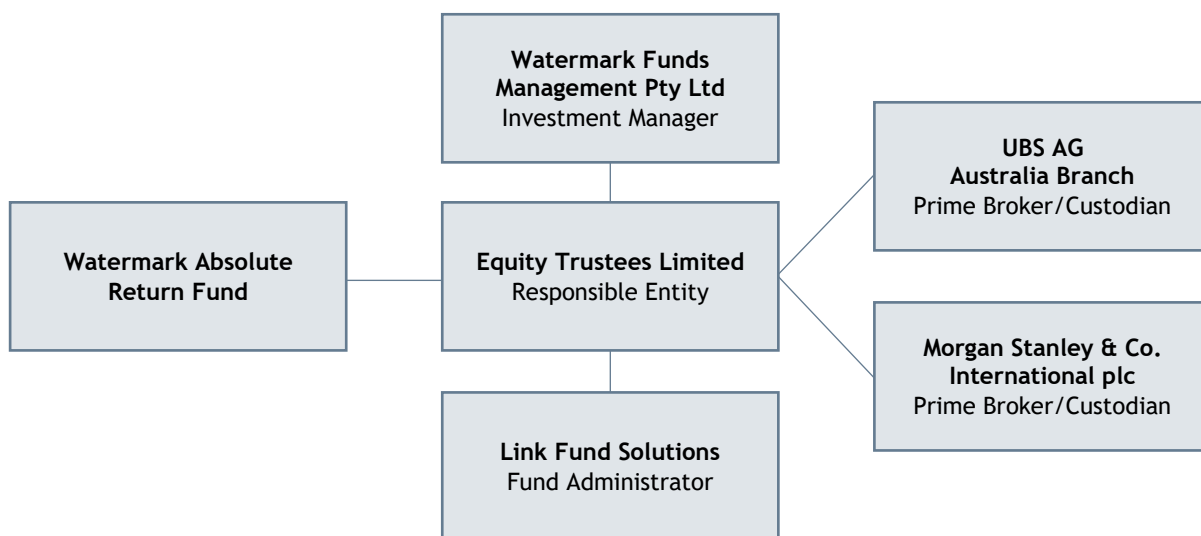 Watermark Funds
Management Pty Ltd
Investment Manager
UBS AG
Australia Branch
Prime Broker/Custodian
Watermark Absolute
Return Fund
Equity Trustees Limited
Responsible Entity
Morgan Stanley & Co.
International plc
Prime Broker/Custodian
Link Fund Solutions
Fund Administrator